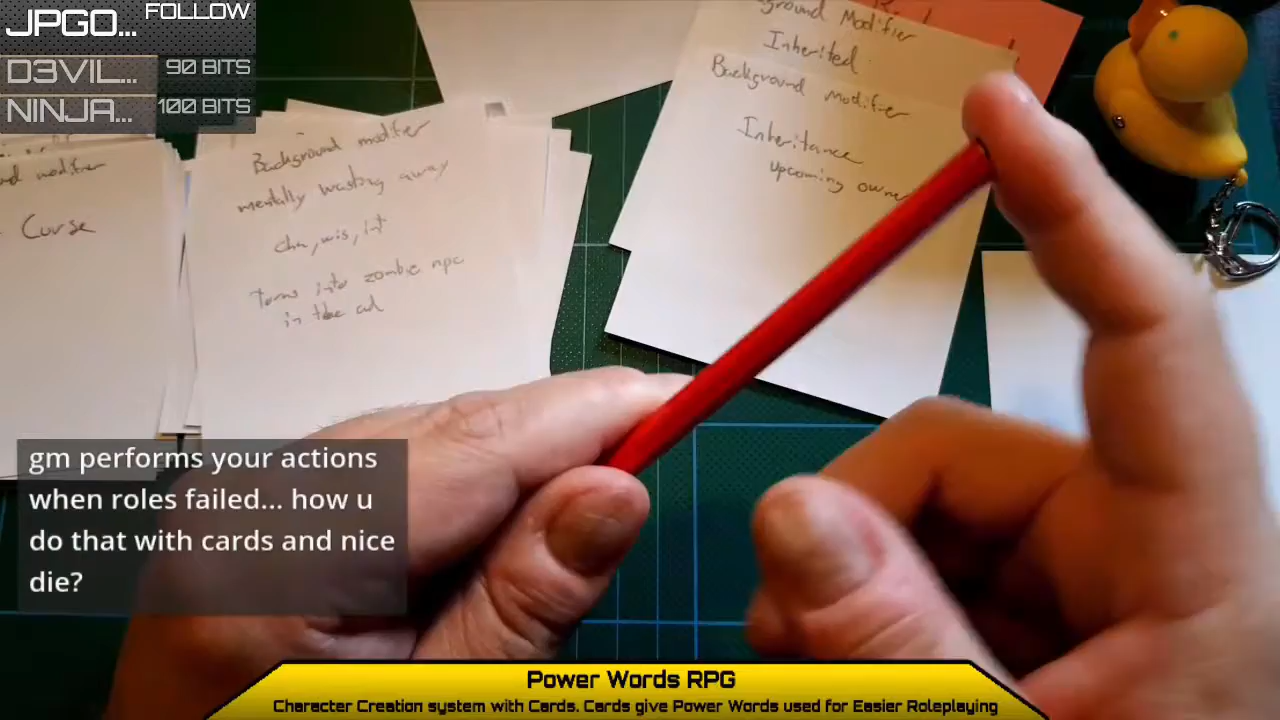 JPGO... FOLLOW
D3VIL... 90 BITS
NINJA... 100 BITS
modifier
Curse
Background modifier
mentally wasting away
cha, wis, int
Turns into zombie npc
in the end
Background Modifier
Inherited
Background Modifier
Inheritance
upcoming owner
gm performs your actions
when roles failed... how u
do that with cards and nice
die?
Power Words RPG
Character Creation system with Cards. Cards give Power Words used for Easier Roleplaying